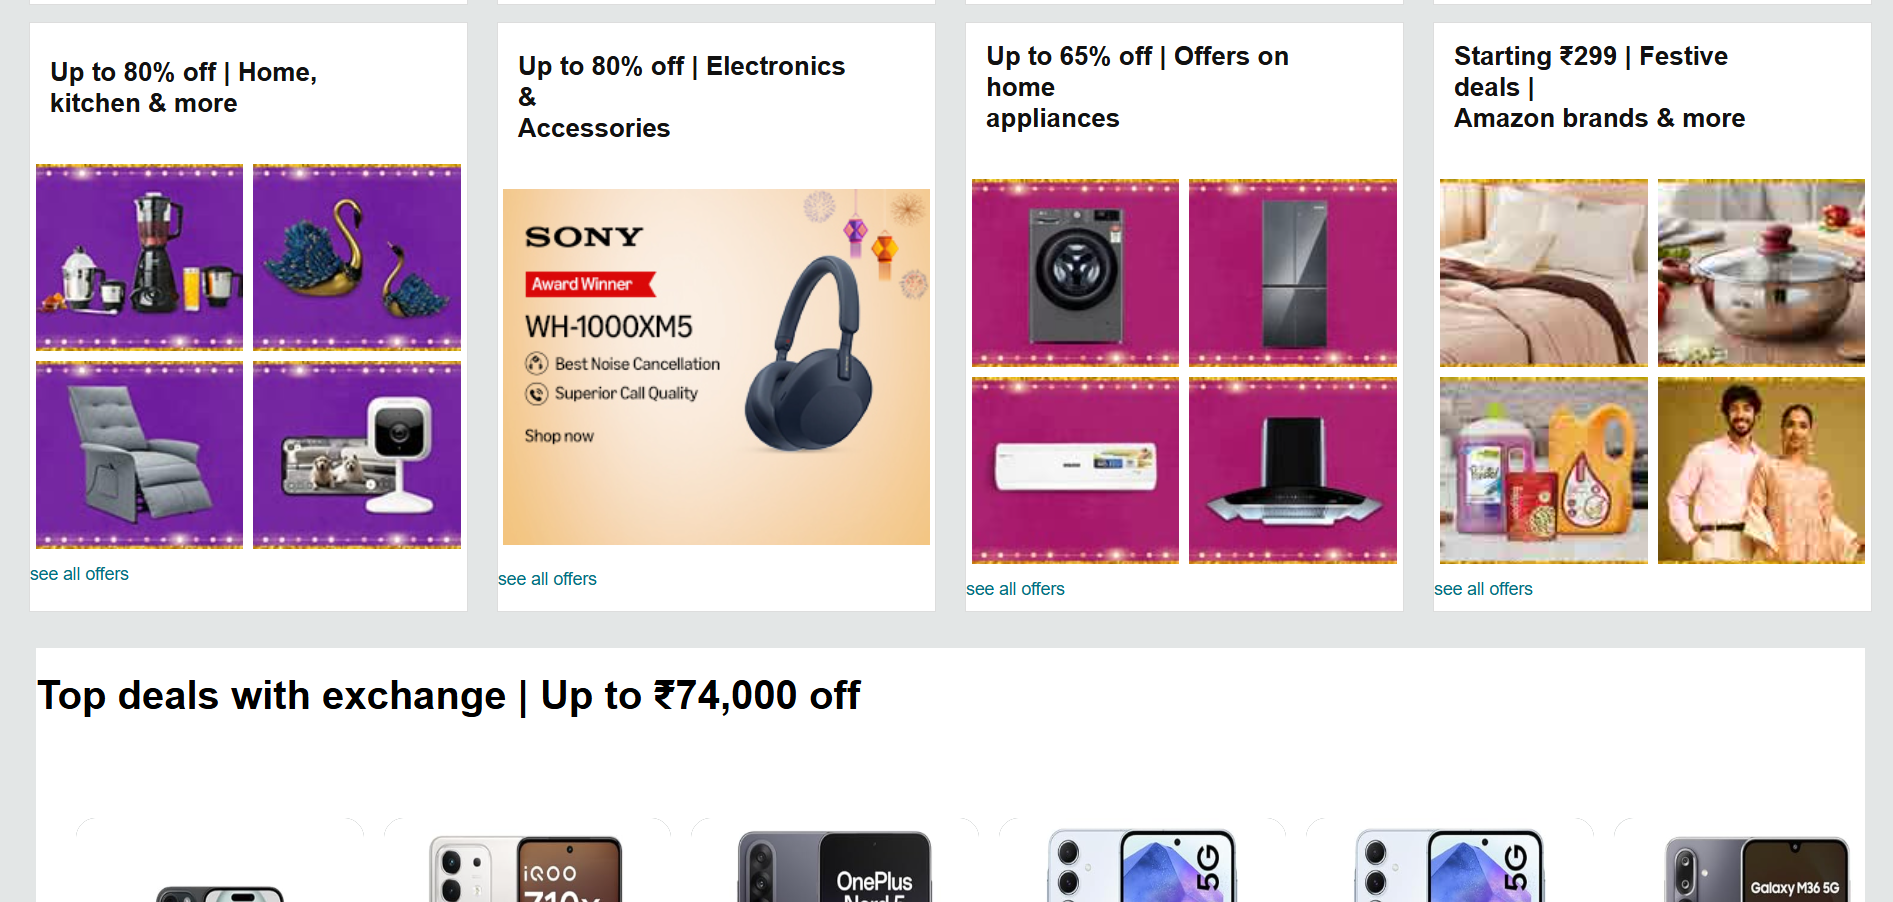 Up to 80% off | Home,
kitchen & more
Up to 80% off | Electronics
&
Accessories
Up to 65% off | Offers on
home
appliances
Starting ₹299 | Festive
deals |
Amazon brands & more
SONY
Award Winner
WH-1000XM5
Best Noise Cancellation
Superior Call Quality
Shop now
see all offers
see all offers
see all offers
see all offers
Top deals with exchange | Up to ₹74,000 off
iQOO
OnePlus
5G
5G
Galaxy M36 5G